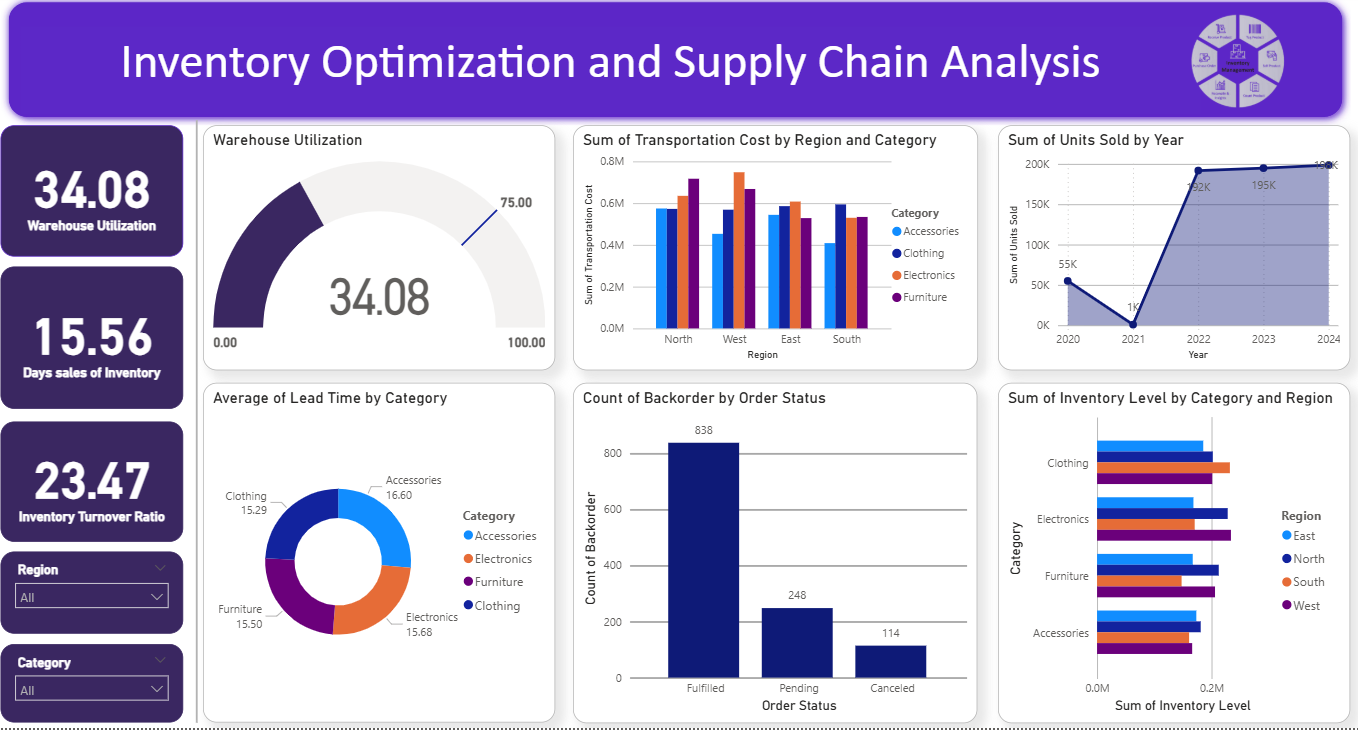 Inventory Optimization and Supply Chain Analysis
Inventory
Management
34.08
Warehouse Utilization
15.56
Days sales of Inventory
23.47
Inventory Turnover Ratio
Region
All
Category
All
Warehouse Utilization
75.00
34.08
0.00
100.00
Sum of Transportation Cost by Region and Category
Sum of Transportation Cost
0.8M
0.6M
0.4M
0.2M
0.0M
North
West
East
South
Region
Category
Accessories
Clothing
Electronics
Furniture
Sum of Units Sold by Year
Sum of Units Sold
200K
150K
100K
50K
0K
55K
1K
192K
195K
2020
2021
2022
2023
2024
Year
Average of Lead Time by Category
Accessories
16.60
Clothing
15.29
Furniture
15.50
Electronics
15.68
Category
Accessories
Electronics
Furniture
Clothing
Count of Backorder by Order Status
Count of Backorder
800
600
400
200
0
838
248
114
Fulfilled
Pending
Canceled
Order Status
Sum of Inventory Level by Category and Region
Category
Clothing
Electronics
Furniture
Accessories
0.0M
0.2M
Sum of Inventory Level
Region
East
North
South
West